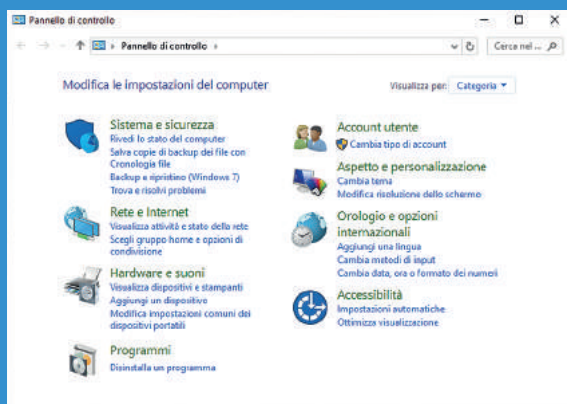 Pannello di controllo
Pannello di controllo
Cerca nel ...
Modifica le impostazioni del computer
Visualizza per: Categoria
Sistema e sicurezza
Rivedi lo stato del computer
Salva copie di backup dei file con
Cronologia file
Backup e ripristino (Windows 7)
Trova e risolvi problemi
Rete e Internet
Visualizza attività e stato della rete
Scegli gruppo home e opzioni di
condivisione
Hardware e suoni
Visualizza dispositivi e stampanti
Aggiungi un dispositivo
Modifica impostazioni comuni dei
dispositivi portatili
Programmi
Disinstalla un programma
Account utente
Cambia tipo di account
Aspetto e personalizzazione
Cambia tema
Modifica risoluzione dello schermo
Orologio e opzioni
internazionali
Aggiungi una lingua
Cambia metodi di input
Cambia data, ora o formato dei numeri
Accessibilità
Impostazioni automatiche
Ottimizza visualizzazione